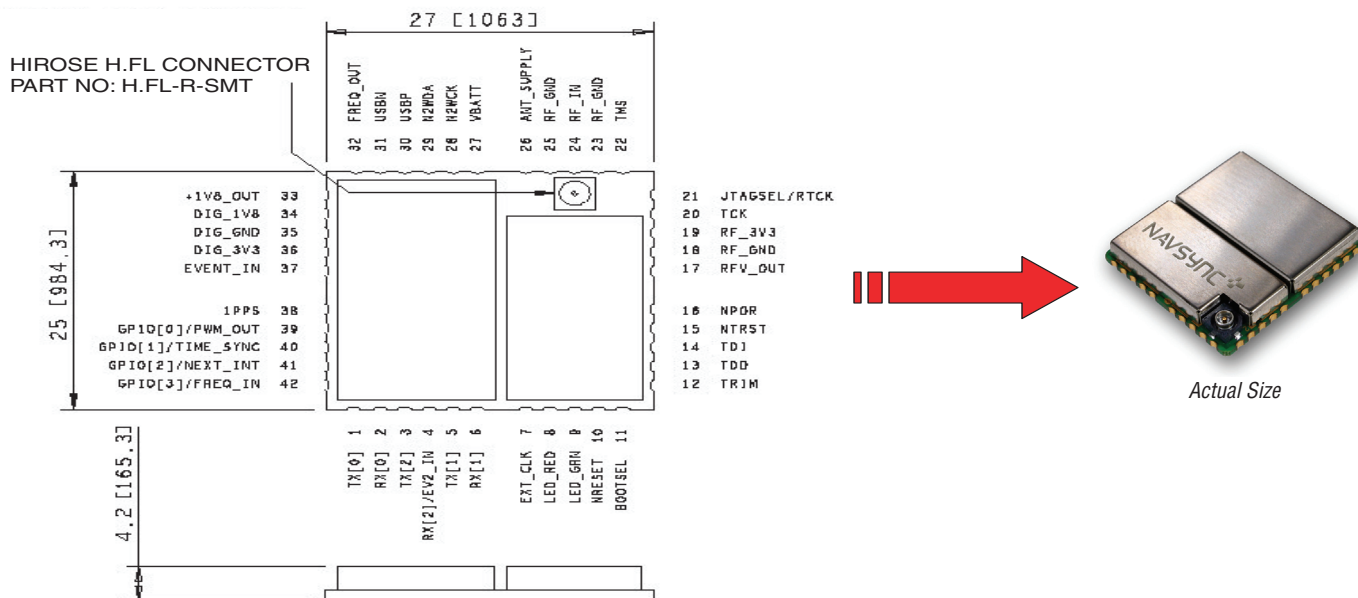 27 [1063]
HIROSE H.FL CONNECTOR
PART NO: H.FL-R-SMT
32 FREQ_OUT
31 USBN
30 USBP
29 N2WDA
28 N2WCK
27 VBATT
26 ANT_SUPPLY
25 RF_GND
24 RF_IN
23 RF_GND
22 TMS
+1V8_OUT 33
DIG_1V8 34
DIG_GND 35
DIG_3V3 36
EVENT_IN 37
1PPS 38
GPIO[0]/PWM_OUT 39
GPIO[1]/TIME_SYNC 40
GPIO[2]/NEXT_INT 41
GPIO[3]/FREQ_IN 42
25 [984.3]
21 JTAGSEL/RTCK
20 TCK
19 RF_3V3
18 RF_GND
17 RFV_OUT
16 NPOR
15 NTRST
14 TDI
13 TDO
12 TRIM
TX[0] 1
RX[0] 2
TX[2] 3
RX[2]/EV2_IN 4
TX[1] 5
RX[1] 6
EXT_CLK 7
LED_RED 8
LED_GRN 9
NRESET 10
BOOTSEL 11
4.2 [165.3]
NAVSYNC
Actual Size